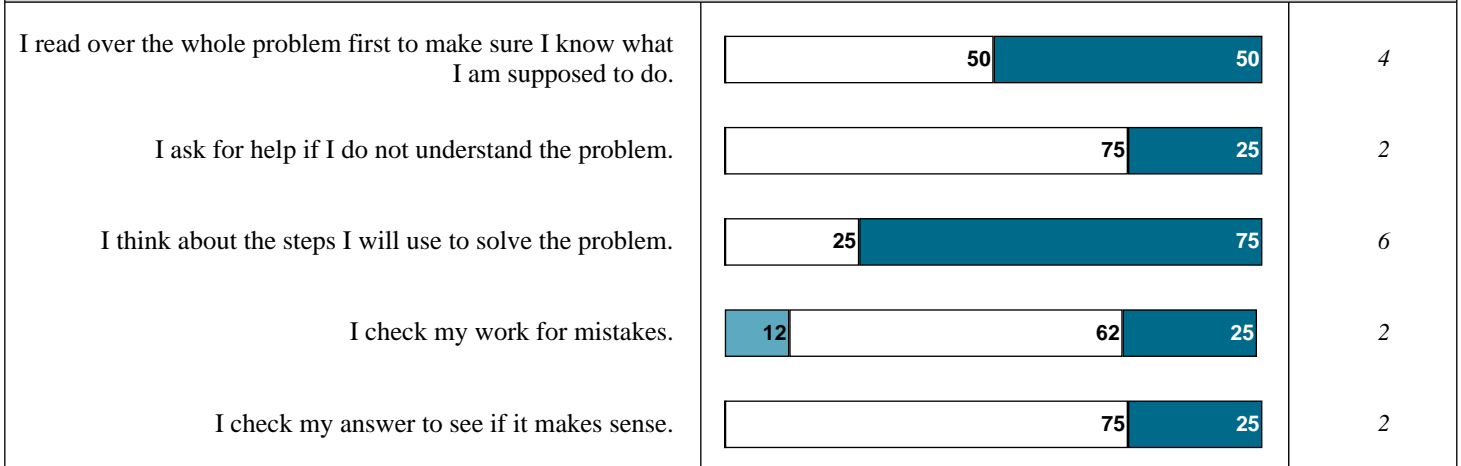 I read over the whole problem first to make sure I know what
I am supposed to do.
50 50 4
I ask for help if I do not understand the problem.
75 25 2
I think about the steps I will use to solve the problem.
25 75 6
I check my work for mistakes.
12 62 25 2
I check my answer to see if it makes sense.
75 25 2